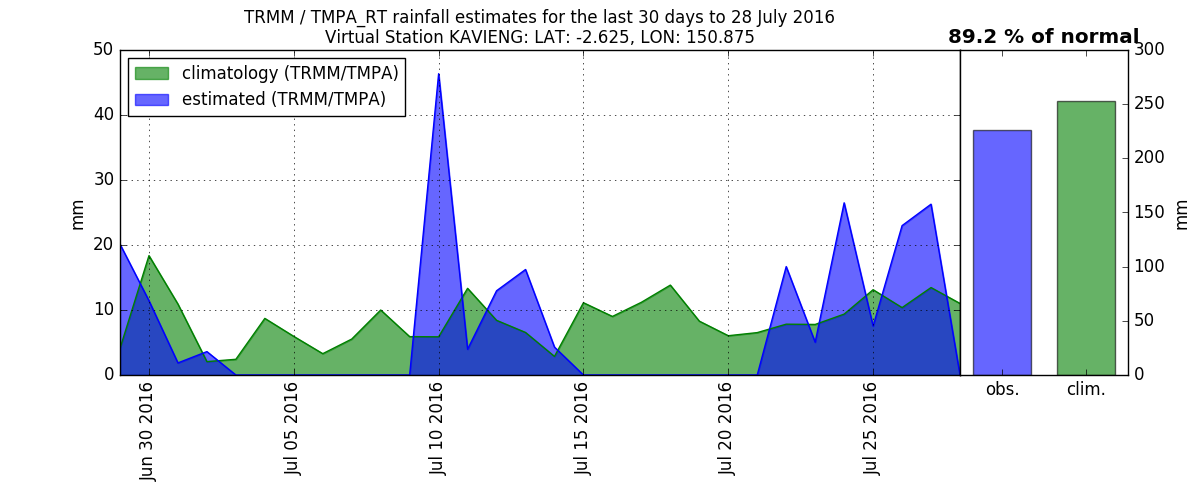 TRMM / TMPA_RT rainfall estimates for the last 30 days to 28 July 2016
Virtual Station KAVIENG: LAT: -2.625, LON: 150.875
89.2 % of normal
climatology (TRMM/TMPA)
estimated (TRMM/TMPA)
50
40
30
20
10
0
mm
Jun 30 2016
Jul 05 2016
Jul 10 2016
Jul 15 2016
Jul 20 2016
Jul 25 2016
300
250
200
150
100
50
0
mm
obs.
clim.